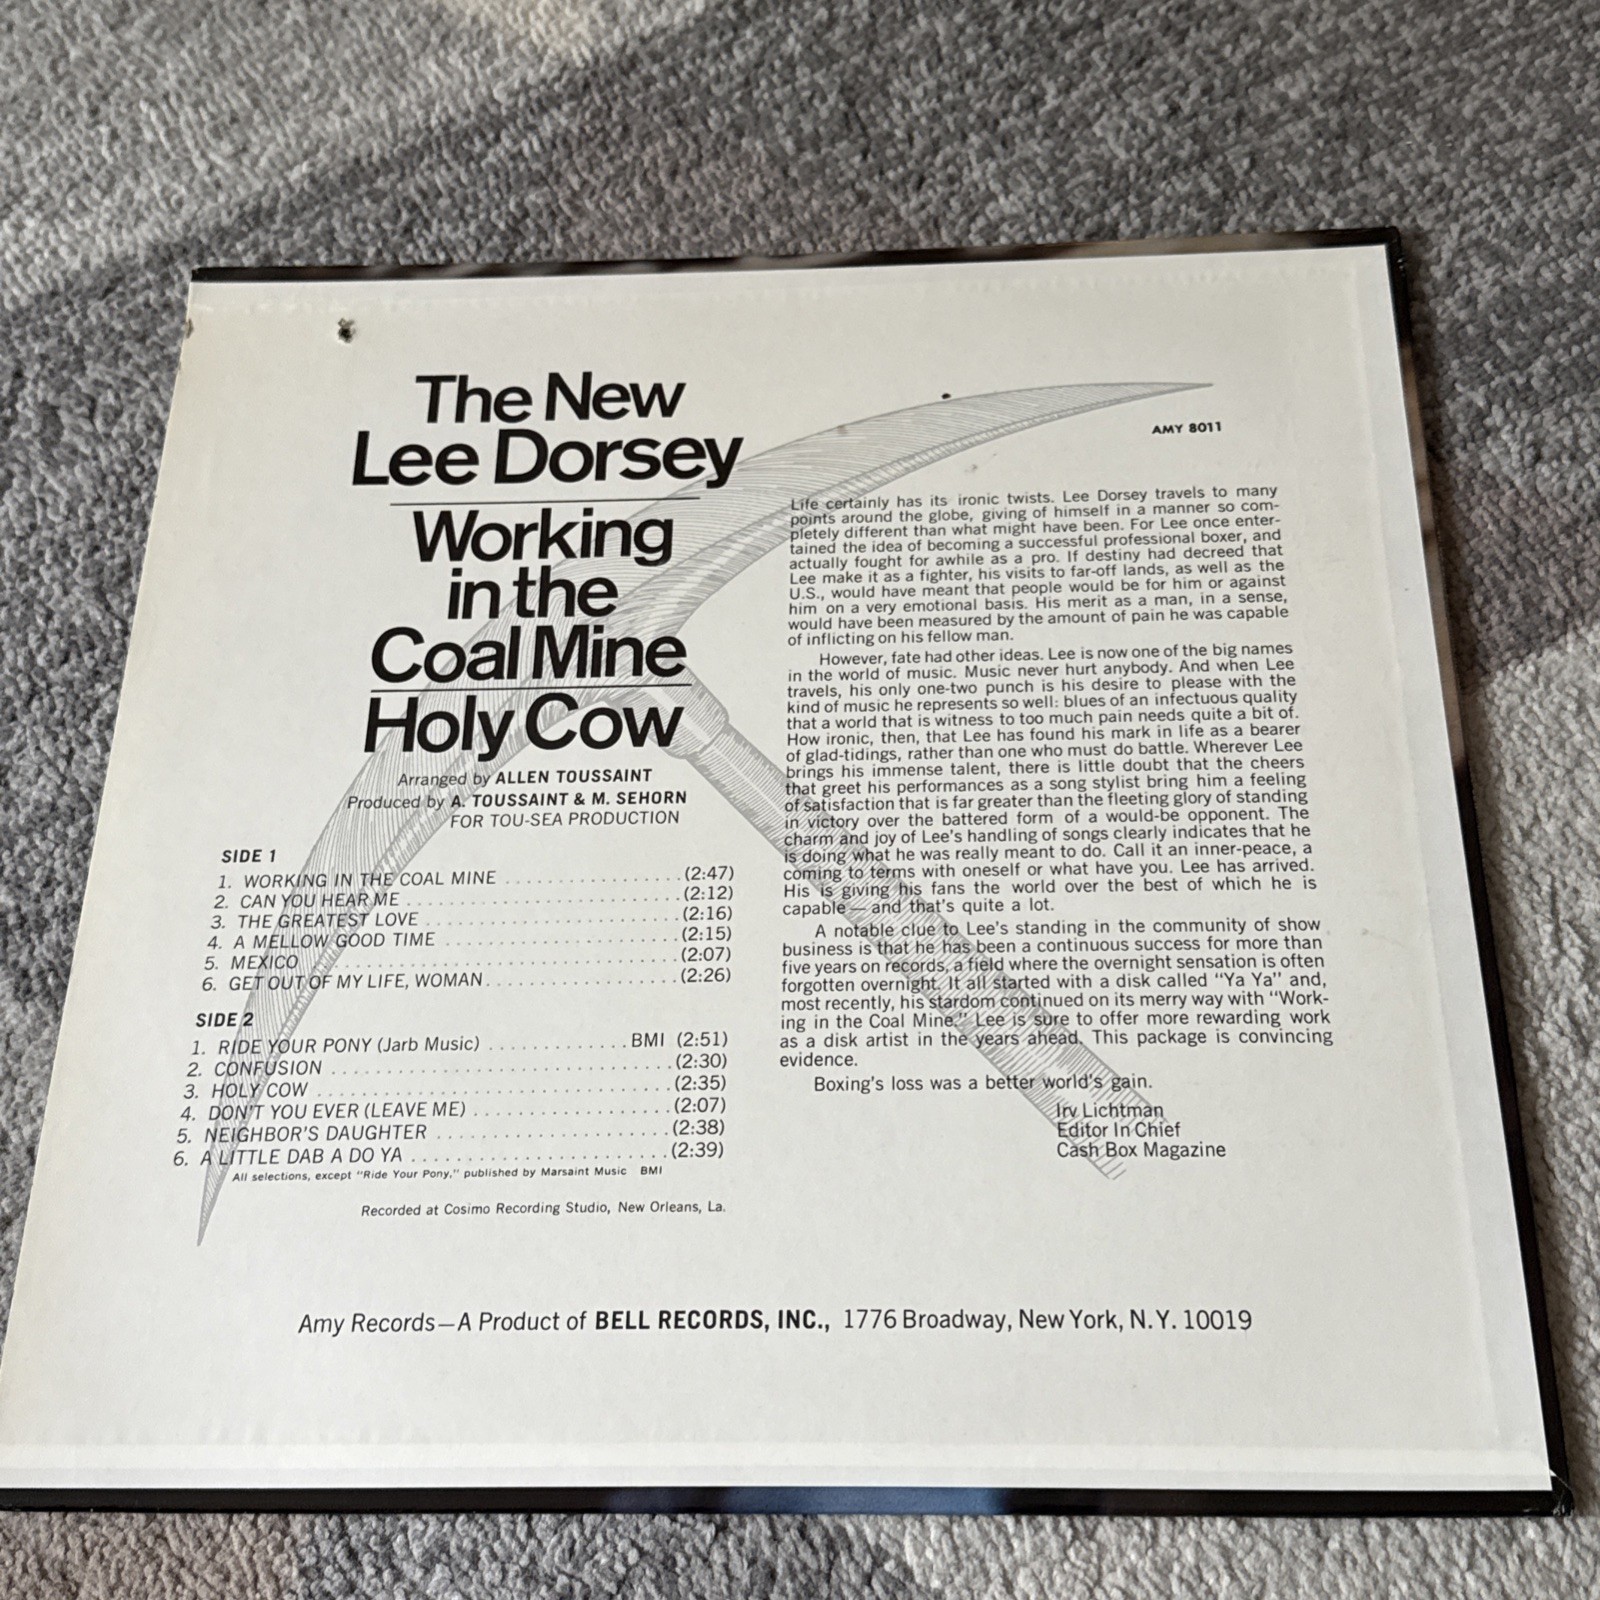 The New
Lee Dorsey
Working
in the
Coal Mine
Holy Cow
Arranged by ALLEN TOUSSAINT
Produced by A. TOUSSAINT & M. SEHORN
FOR TOU-SEA PRODUCTION
SIDE 1
1. WORKING IN THE COAL MINE . . . . . . . . . . . . . . . . . (2:47)
2. CAN YOU HEAR ME . . . . . . . . . . . . . . . . . . . . . . . . . . (2:12)
3. THE GREATEST LOVE . . . . . . . . . . . . . . . . . . . . . . . . (2:16)
4. A MELLOW GOOD TIME . . . . . . . . . . . . . . . . . . . . . . (2:15)
5. MEXICO . . . . . . . . . . . . . . . . . . . . . . . . . . . . . . . . . (2:07)
6. GET OUT OF MY LIFE, WOMAN . . . . . . . . . . . . . . . . . . (2:26)
SIDE 2
1. RIDE YOUR PONY (Jarb Music) . . . . . . . . . . . . . BMI (2:51)
2. CONFUSION . . . . . . . . . . . . . . . . . . . . . . . . . . . . . . (2:30)
3. HOLY COW . . . . . . . . . . . . . . . . . . . . . . . . . . . . . . . (2:35)
4. DON'T YOU EVER (LEAVE ME) . . . . . . . . . . . . . . . . . . (2:07)
5. NEIGHBOR'S DAUGHTER . . . . . . . . . . . . . . . . . . . . . (2:38)
6. A LITTLE DAB A DO YA . . . . . . . . . . . . . . . . . . . . . . . (2:39)
All selections, except "Ride Your Pony," published by Marsaint Music BMI
Recorded at Cosimo Recording Studio, New Orleans, La.
AMY 8011
Life certainly has its ironic twists. Lee Dorsey travels to many
points around the globe, giving of himself in a manner so com-
pletely different than what might have been. For Lee once enter-
tained the idea of becoming a successful professional boxer, and
actually fought for awhile as a pro. If destiny had decreed that
Lee make it as a fighter, his visits to far-off lands, as well as the
U.S., would have meant that people would be for him or against
him on a very emotional basis. His merit as a man, in a sense,
would have been measured by the amount of pain he was capable
of inflicting on his fellow man.
However, fate had other ideas. Lee is now one of the big names
in the world of music. Music never hurt anybody. And when Lee
travels, his only one-two punch is his desire to please with the
kind of music he represents so well: blues of an infectuous quality
that a world that is witness to too much pain needs quite a bit of.
How ironic, then, that Lee has found his mark in life as a bearer
of glad-tidings, rather than one who must do battle. Wherever Lee
brings his immense talent, there is little doubt that the cheers
that greet his performances as a song stylist bring him a feeling
of satisfaction that is far greater than the fleeting glory of standing
in victory over the battered form of a would-be opponent. The
charm and joy of Lee's handling of songs clearly indicates that he
is doing what he was really meant to do. Call it an inner-peace, a
coming to terms with oneself or what have you. Lee has arrived.
His is giving his fans the world over the best of which he is
capable — and that's quite a lot.
A notable clue to Lee's standing in the community of show
business is that he has been a continuous success for more than
five years on records, a field where the overnight sensation is often
forgotten overnight. It all started with a disk called "Ya Ya" and,
most recently, his stardom continued on its merry way with "Work-
ing in the Coal Mine." Lee is sure to offer more rewarding work
as a disk artist in the years ahead. This package is convincing
evidence.
Boxing's loss was a better world's gain.
Irv Lichtman
Editor In Chief
Cash Box Magazine
Amy Records—A Product of BELL RECORDS, INC., 1776 Broadway, New York, N.Y. 10019